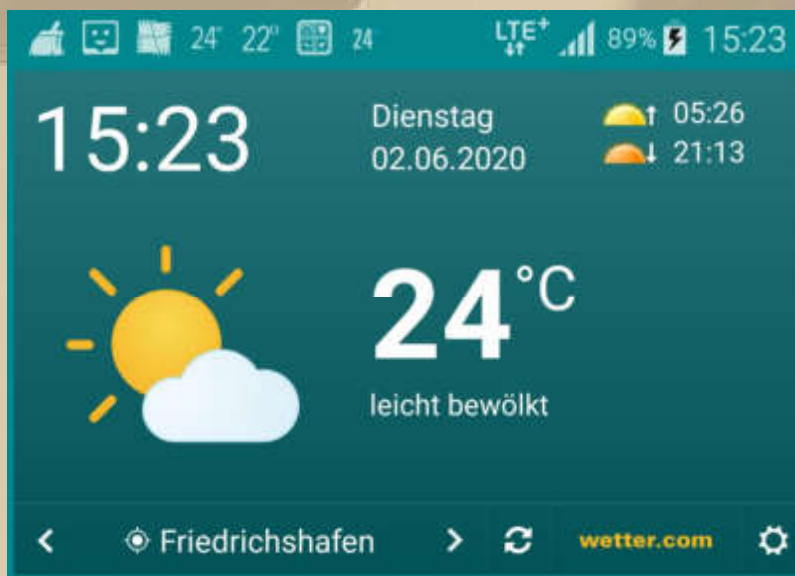 24° 22° 24 LTE+ 89% 15:23
15:23 Dienstag 05:26
02.06.2020 21:13
24°C
leicht bewölkt
Friedrichshafen wetter.com